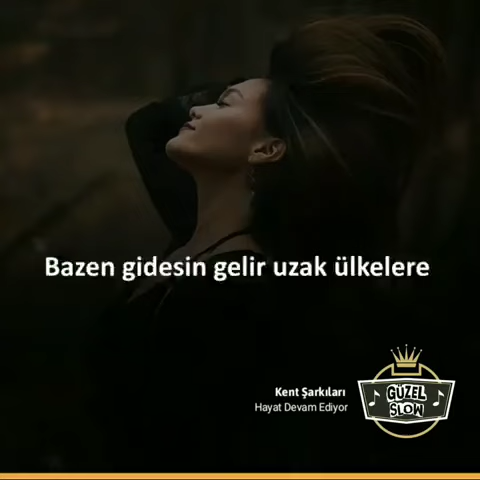 Bazen gidesin gelir uzak ülkelere
Kent Şarkıları
Hayat Devam Ediyor
GÜZEL
SLOW